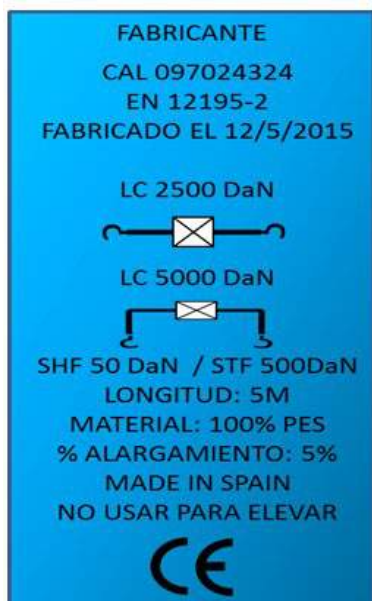 FABRICANTE
CAL 097024324
EN 12195-2
FABRICADO EL 12/5/2015
LC 2500 DaN
LC 5000 DaN
SHF 50 DaN / STF 500DaN
LONGITUD: 5M
MATERIAL: 100% PES
% ALARGAMIENTO: 5%
MADE IN SPAIN
NO USAR PARA ELEVAR
CE